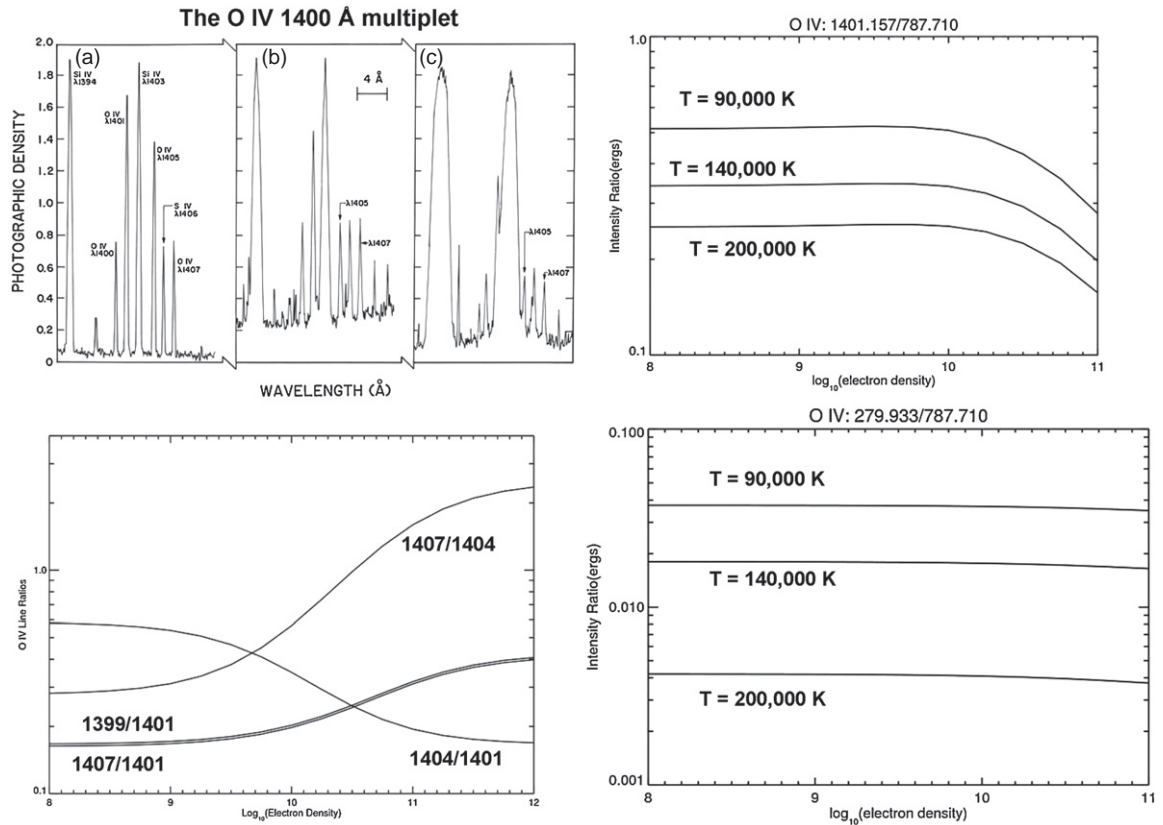 The O IV 1400 Å multiplet
PHOTOGRAPHIC DENSITY
2.0
1.8
1.6
1.4
1.2
1.0
0.8
0.6
0.4
0.2
0
(a)
Si IV
λ1394
O IV
λ1400
O IV
λ1401
Si IV
λ1403
O IV
λ1405
S IV
λ1406
O IV
λ1407
(b)
4 Å
λ1405
λ1407
(c)
λ1405
λ1407
WAVELENGTH (Å)
O IV: 1401.157/787.710
Intensity Ratio(ergs)
1.0
0.1
T = 90,000 K
T = 140,000 K
T = 200,000 K
8 9 10 11
log10(electron density)
O IV Line Ratios
1.0
0.1
1407/1404
1399/1401
1407/1401
1404/1401
8 9 10 11 12
Log10(Electron Density)
O IV: 279.933/787.710
Intensity Ratio(ergs)
0.100
0.010
0.001
T = 90,000 K
T = 140,000 K
T = 200,000 K
8 9 10 11
log10(electron density)